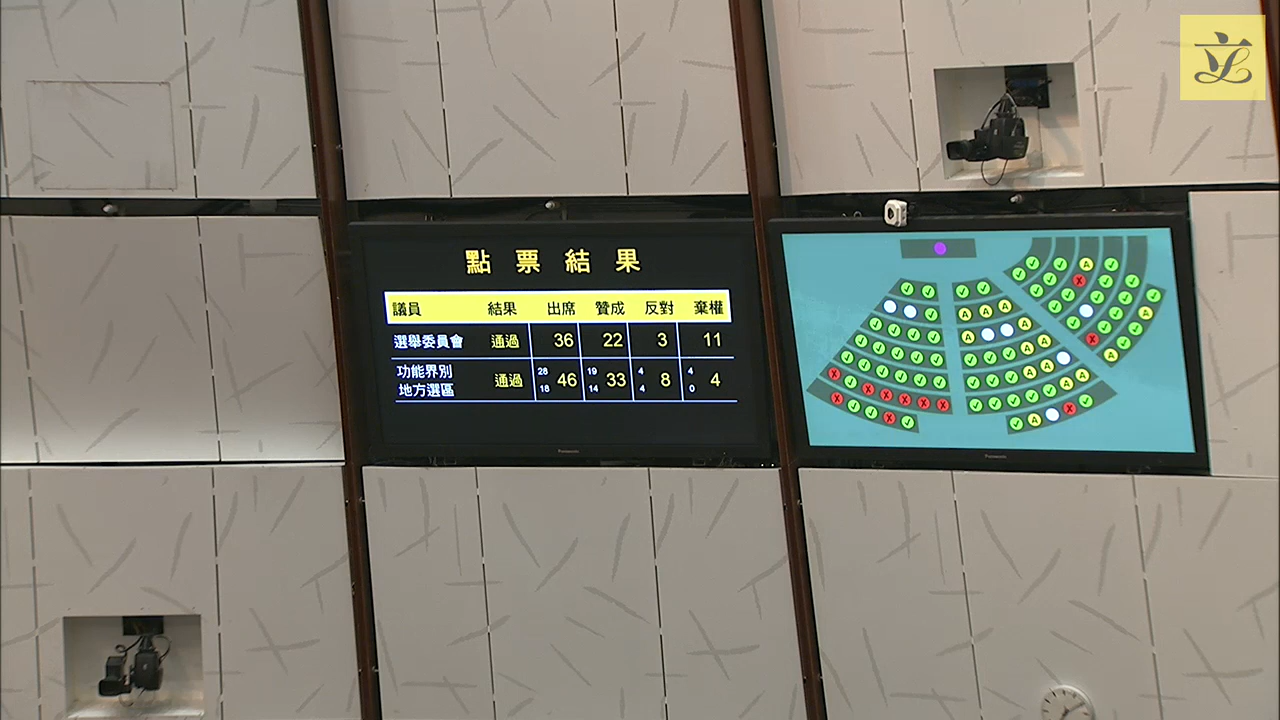 立
點票結果
議員 結果 出席 贊成 反對 棄權
選舉委員會 通過 36 22 3 11
功能界別 28 19 4 4
通過 46 33 8 4
地方選區 18 14 4 0
Panasonic
Panasonic